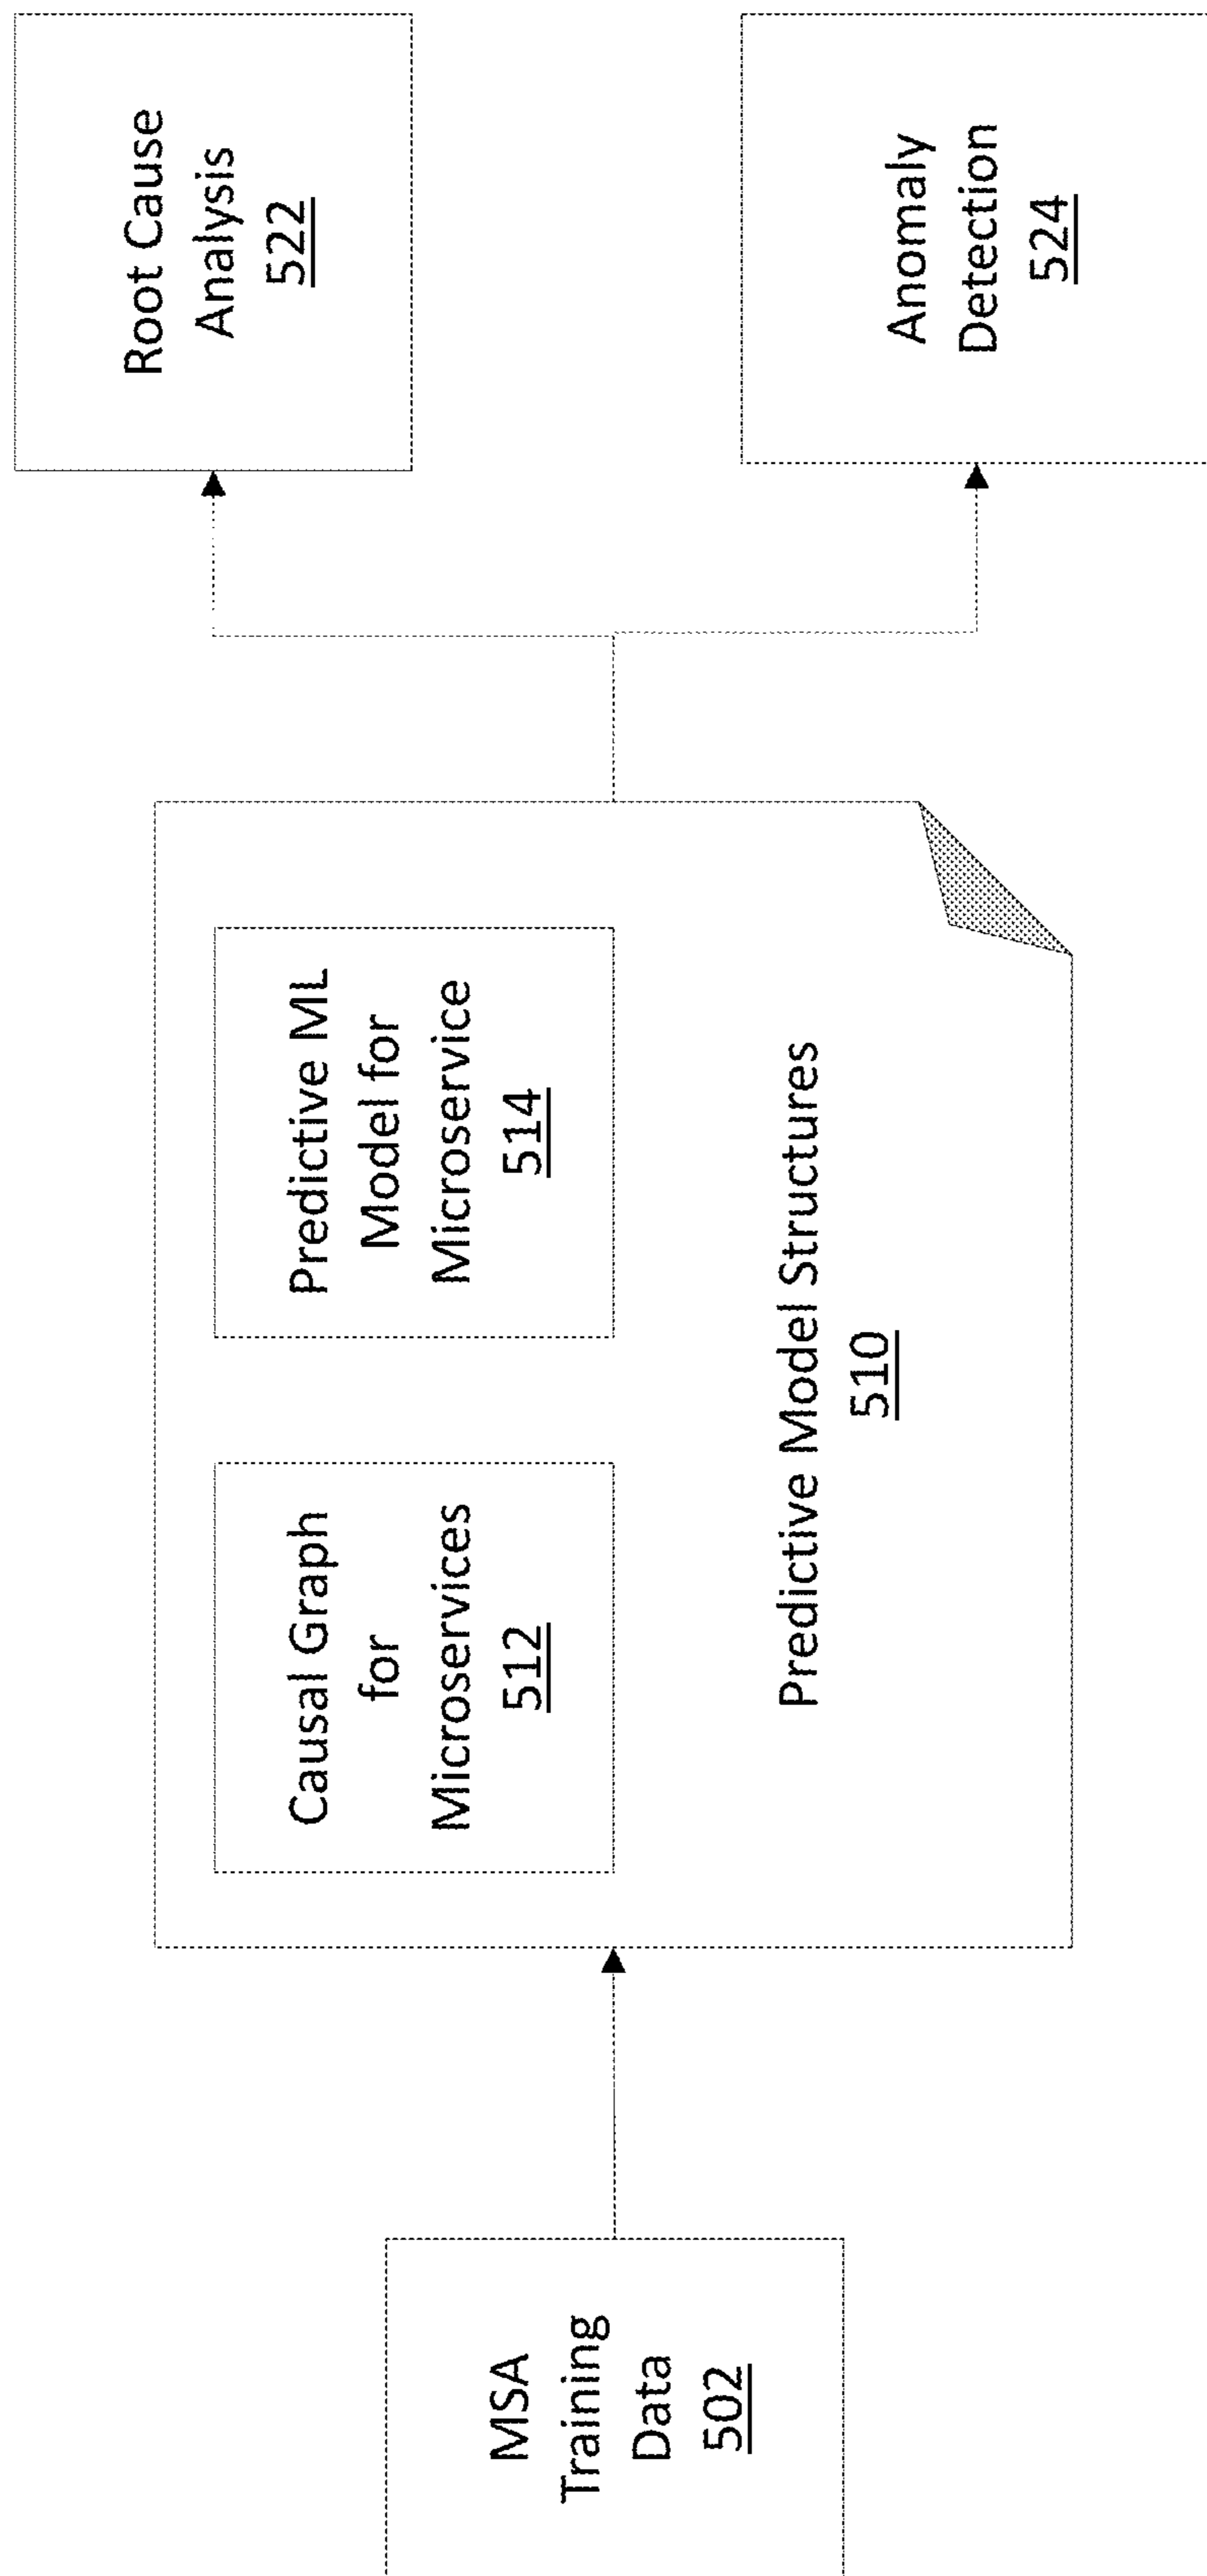 MSA
Training
Data
502
Causal Graph
for
Microservices
512
Predictive ML
Model for
Microservice
514
Predictive Model Structures
510
Root Cause
Analysis
522
Anomaly
Detection
524